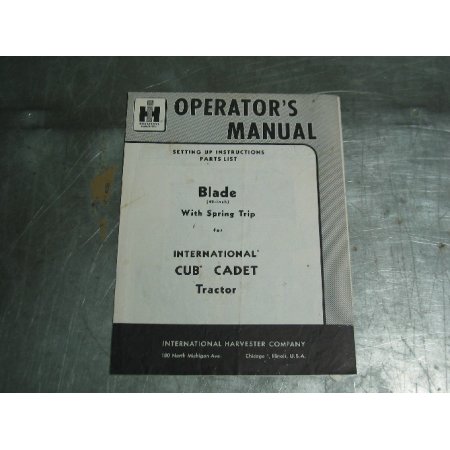 OPERATOR'S
MANUAL
SETTING UP INSTRUCTIONS
PARTS LIST
Blade
With Spring Trip
for
INTERNATIONAL
CUB CADET
Tractor
INTERNATIONAL HARVESTER COMPANY
180 North Michigan Ave. Chicago 1, Illinois, U.S.A.